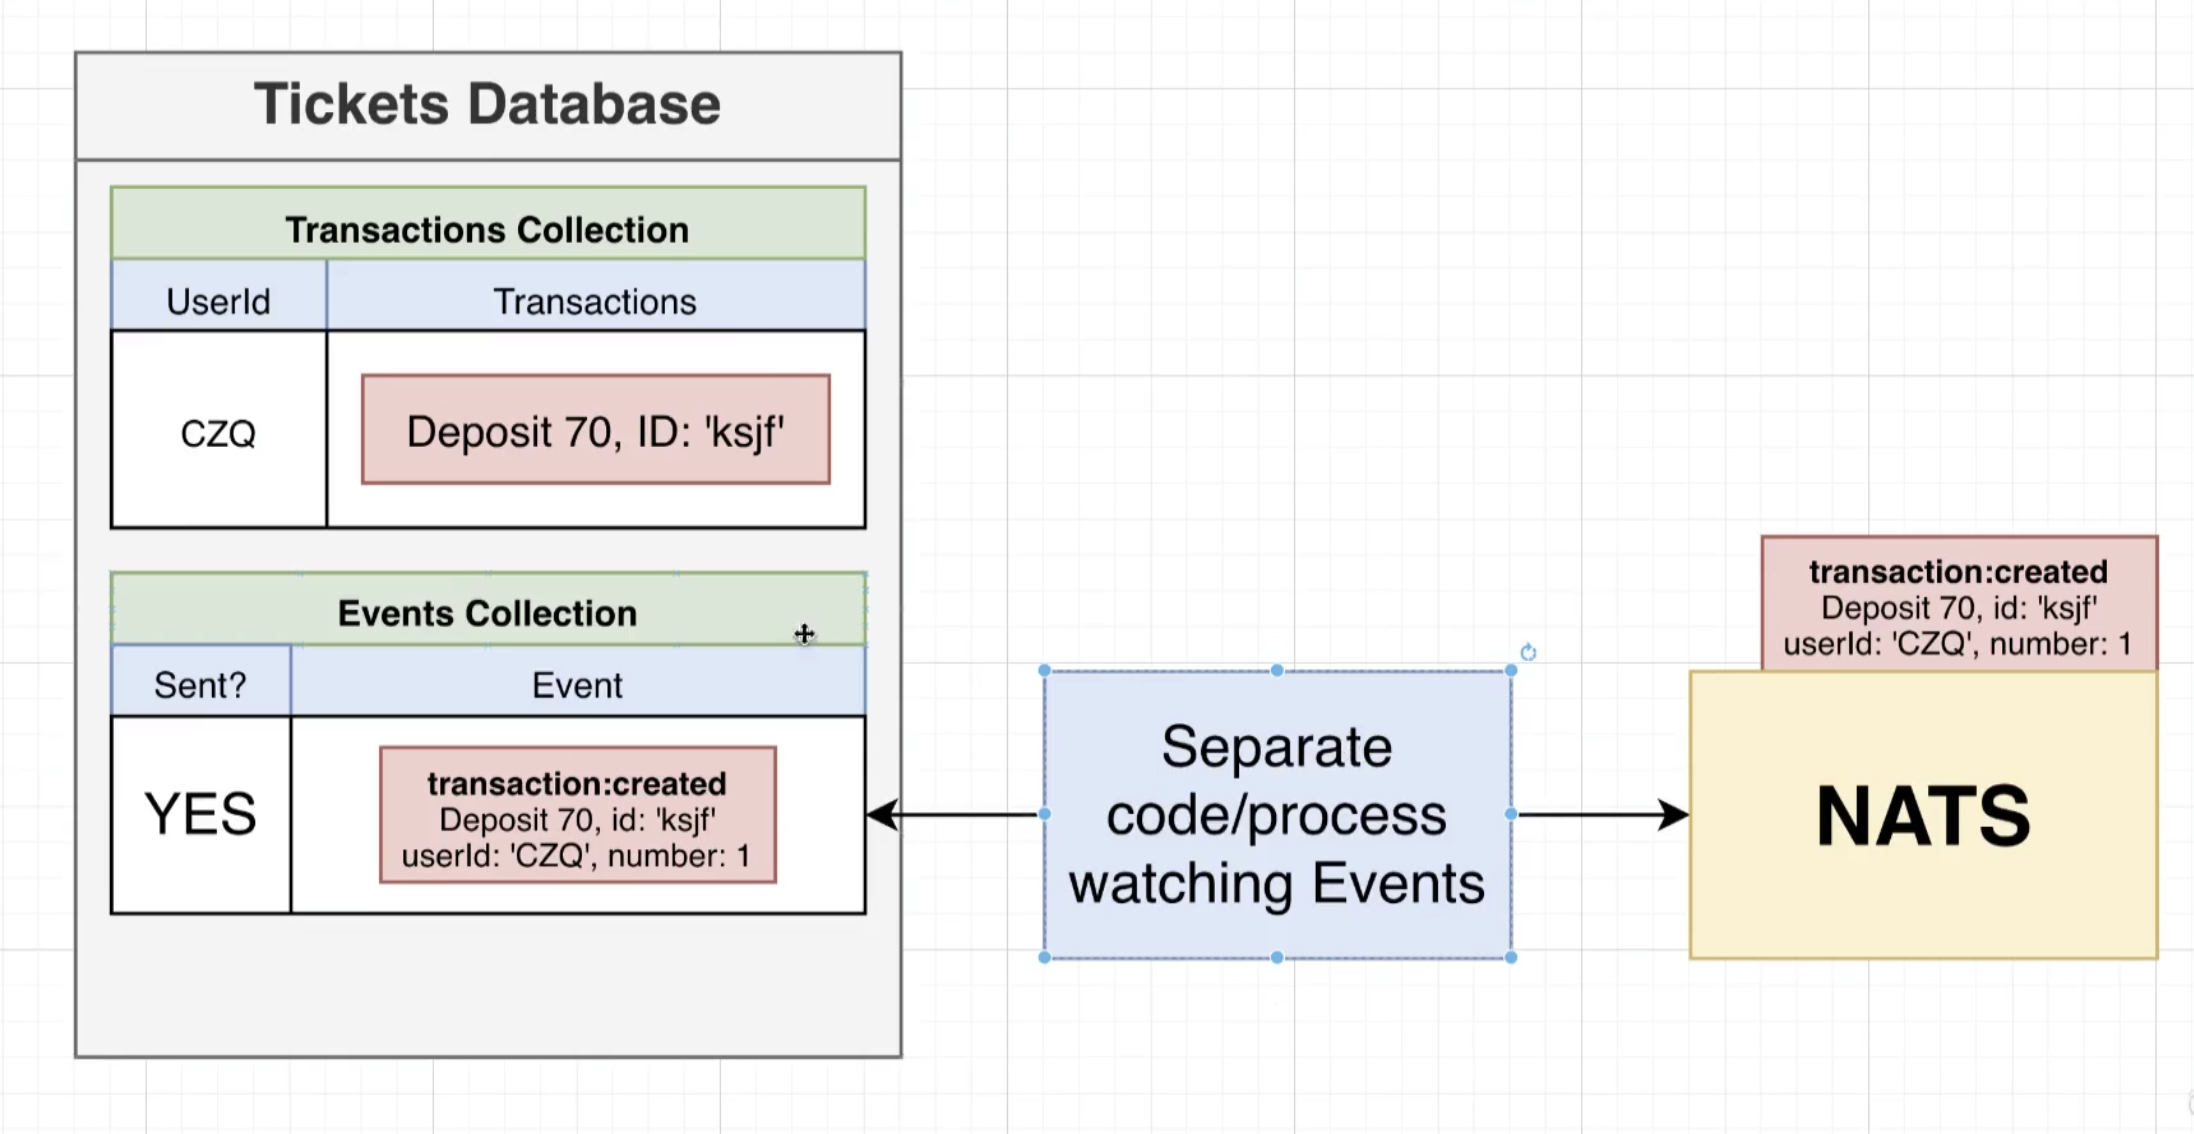 Tickets Database
Transactions Collection
UserId
Transactions
CZQ
Deposit 70, ID: 'ksjf'
Events Collection
Sent?
Event
YES
transaction:created
Deposit 70, id: 'ksjf'
userId: 'CZQ', number: 1
Separate
code/process
watching Events
transaction:created
Deposit 70, id: 'ksjf'
userId: 'CZQ', number: 1
NATS